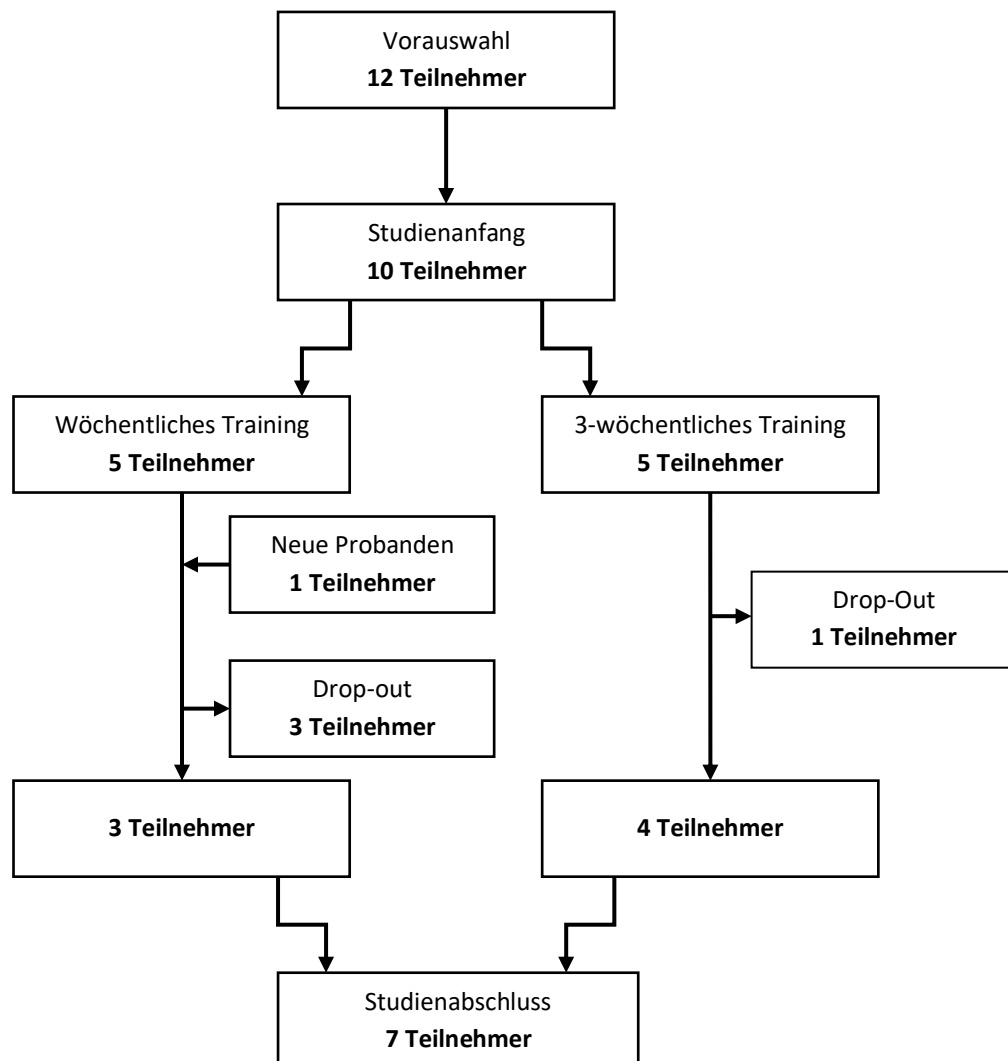 Vorauswahl
12 Teilnehmer
Studienanfang
10 Teilnehmer
Wöchentliches Training
5 Teilnehmer
3-wöchentliches Training
5 Teilnehmer
Neue Probanden
1 Teilnehmer
Drop-Out
1 Teilnehmer
Drop-out
3 Teilnehmer
3 Teilnehmer
4 Teilnehmer
Studienabschluss
7 Teilnehmer